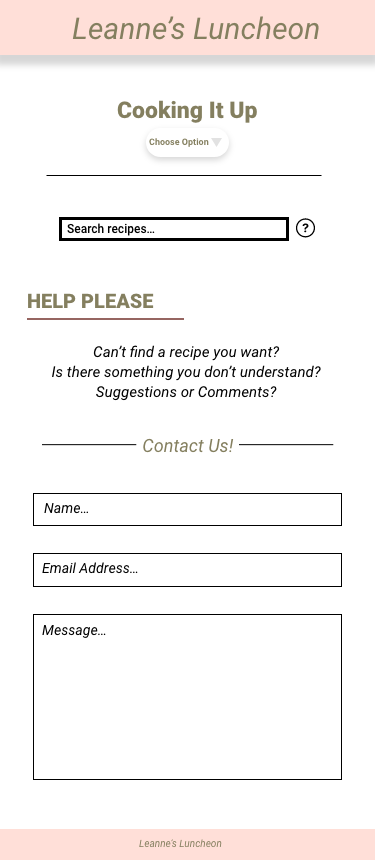 Leanne’s Luncheon
Cooking It Up
Choose Option
Search recipes…
?
HELP PLEASE
Can’t find a recipe you want?
Is there something you don’t understand?
Suggestions or Comments?
Contact Us!
Name…
Email Address…
Message…
Leanne's Luncheon